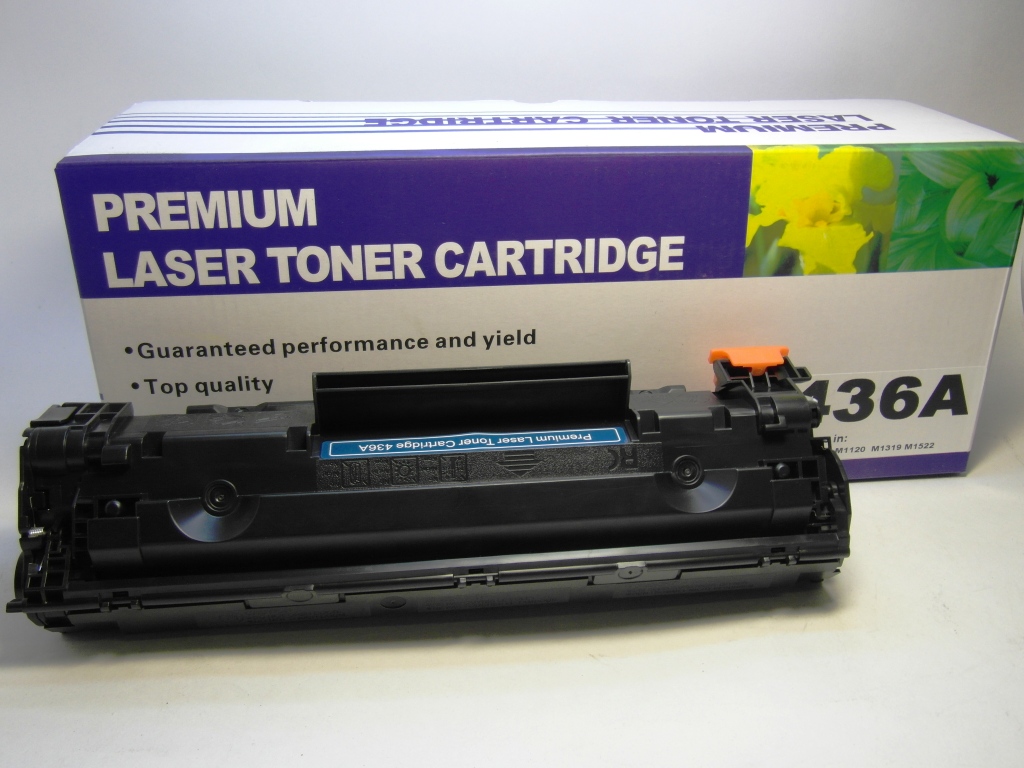 PREMIUM
LASER TONER CARTRIDGE
PREMIUM
LASER TONER CARTRIDGE
•Guaranteed performance and yield
•Top quality
436A
in:
M1120 M1319 M1522
Premium Laser Toner Cartridge 436A